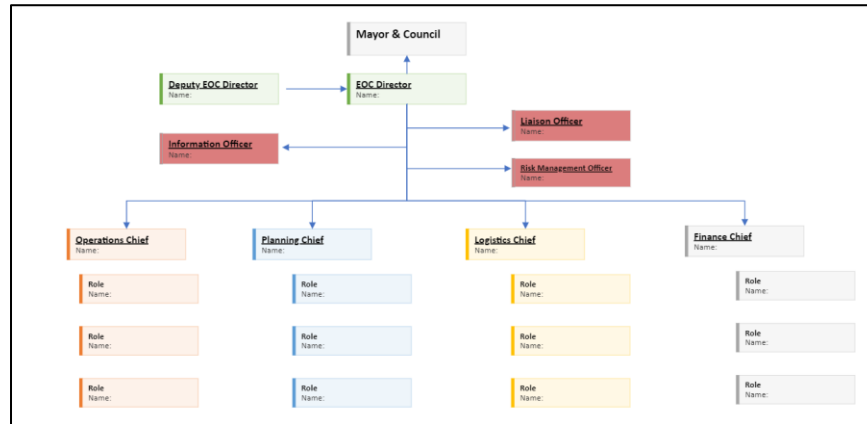 Mayor & Council
Deputy EOC Director
Name:
EOC Director
Name:
Liaison Officer
Name:
Information Officer
Name:
Risk Management Officer
Name:
Operations Chief
Name:
Planning Chief
Name:
Logistics Chief
Name:
Finance Chief
Name:
Role
Name:
Role
Name:
Role
Name:
Role
Name:
Role
Name:
Role
Name:
Role
Name:
Role
Name:
Role
Name:
Role
Name:
Role
Name:
Role
Name: